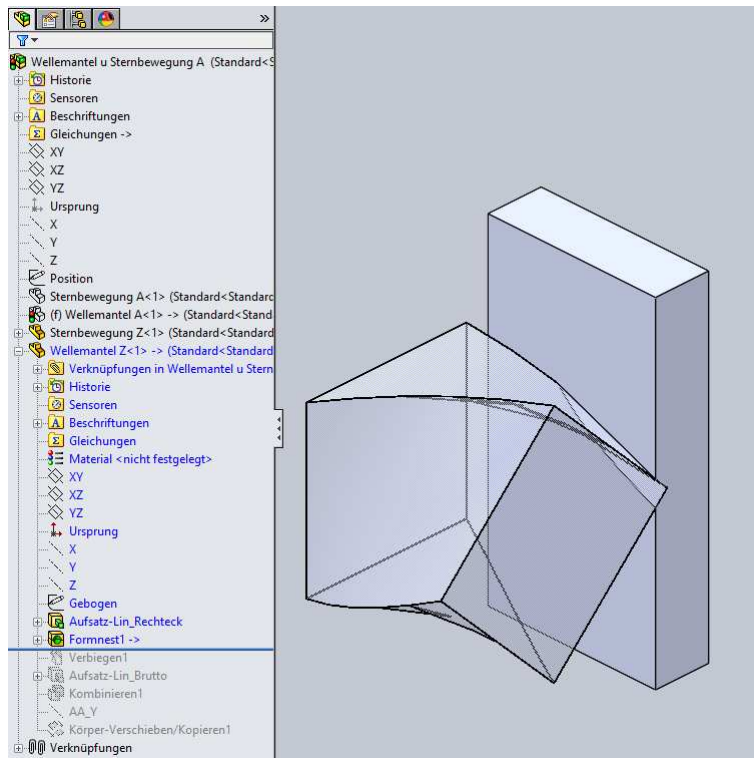 »
Wellemantel u Sternbewegung A (Standard<S
Historie
Sensoren
A Beschriftungen
Σ Gleichungen ->
XY
XZ
YZ
Ursprung
X
Y
Z
Position
Sternbewegung A<1> (Standard<Standard
(f) Wellemantel A<1> -> (Standard<Stand
Sternbewegung Z<1> (Standard<Standard
Wellemantel Z<1> -> (Standard<Standard
Verknüpfungen in Wellemantel u Stern
Historie
Sensoren
A Beschriftungen
Σ Gleichungen
Material <nicht festgelegt>
XY
XZ
YZ
Ursprung
X
Y
Z
Gebogen
Aufsatz-Lin_Rechteck
Formnest1 ->
Verbiegen1
Aufsatz-Lin_Brutto
Kombinieren1
AA_Y
Körper-Verschieben/Kopieren1
Verknüpfungen